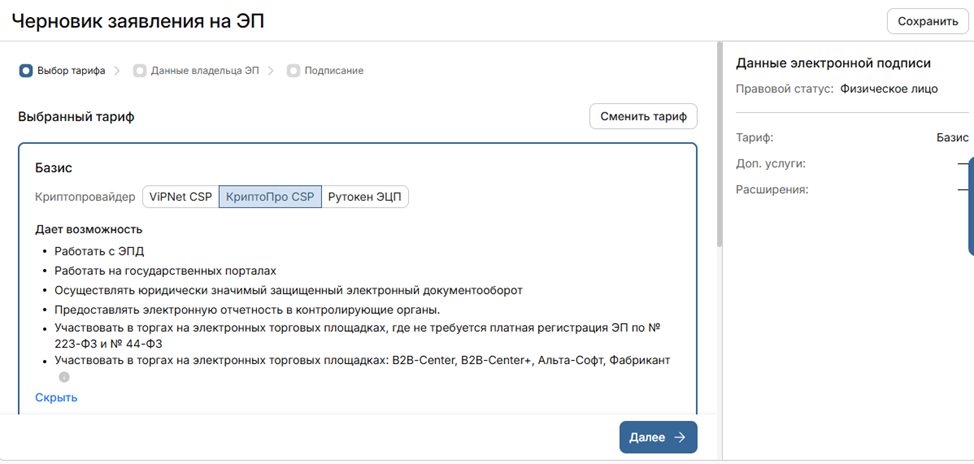 Черновик заявления на ЭП
Сохранить
Выбор тарифа
Данные владельца ЭП
Подписание
Выбранный тариф
Сменить тариф
Базис
Криптопровайдер
ViPNet CSP
КриптоПро CSP
Рутокен ЭЦП
Дает возможность
• Работать с ЭПД
• Работать на государственных порталах
• Осуществлять юридически значимый защищенный электронный документооборот
• Предоставлять электронную отчетность в контролирующие органы.
• Участвовать в торгах на электронных торговых площадках, где не требуется платная регистрация ЭП по №
223-ФЗ и № 44-ФЗ
• Участвовать в торгах на электронных торговых площадках: B2B-Center, B2B-Center+, Альта-Софт, Фабрикант
Скрыть
Далее →
Данные электронной подписи
Правовой статус: Физическое лицо
Тариф: Базис
Доп. услуги: —
Расширения: —